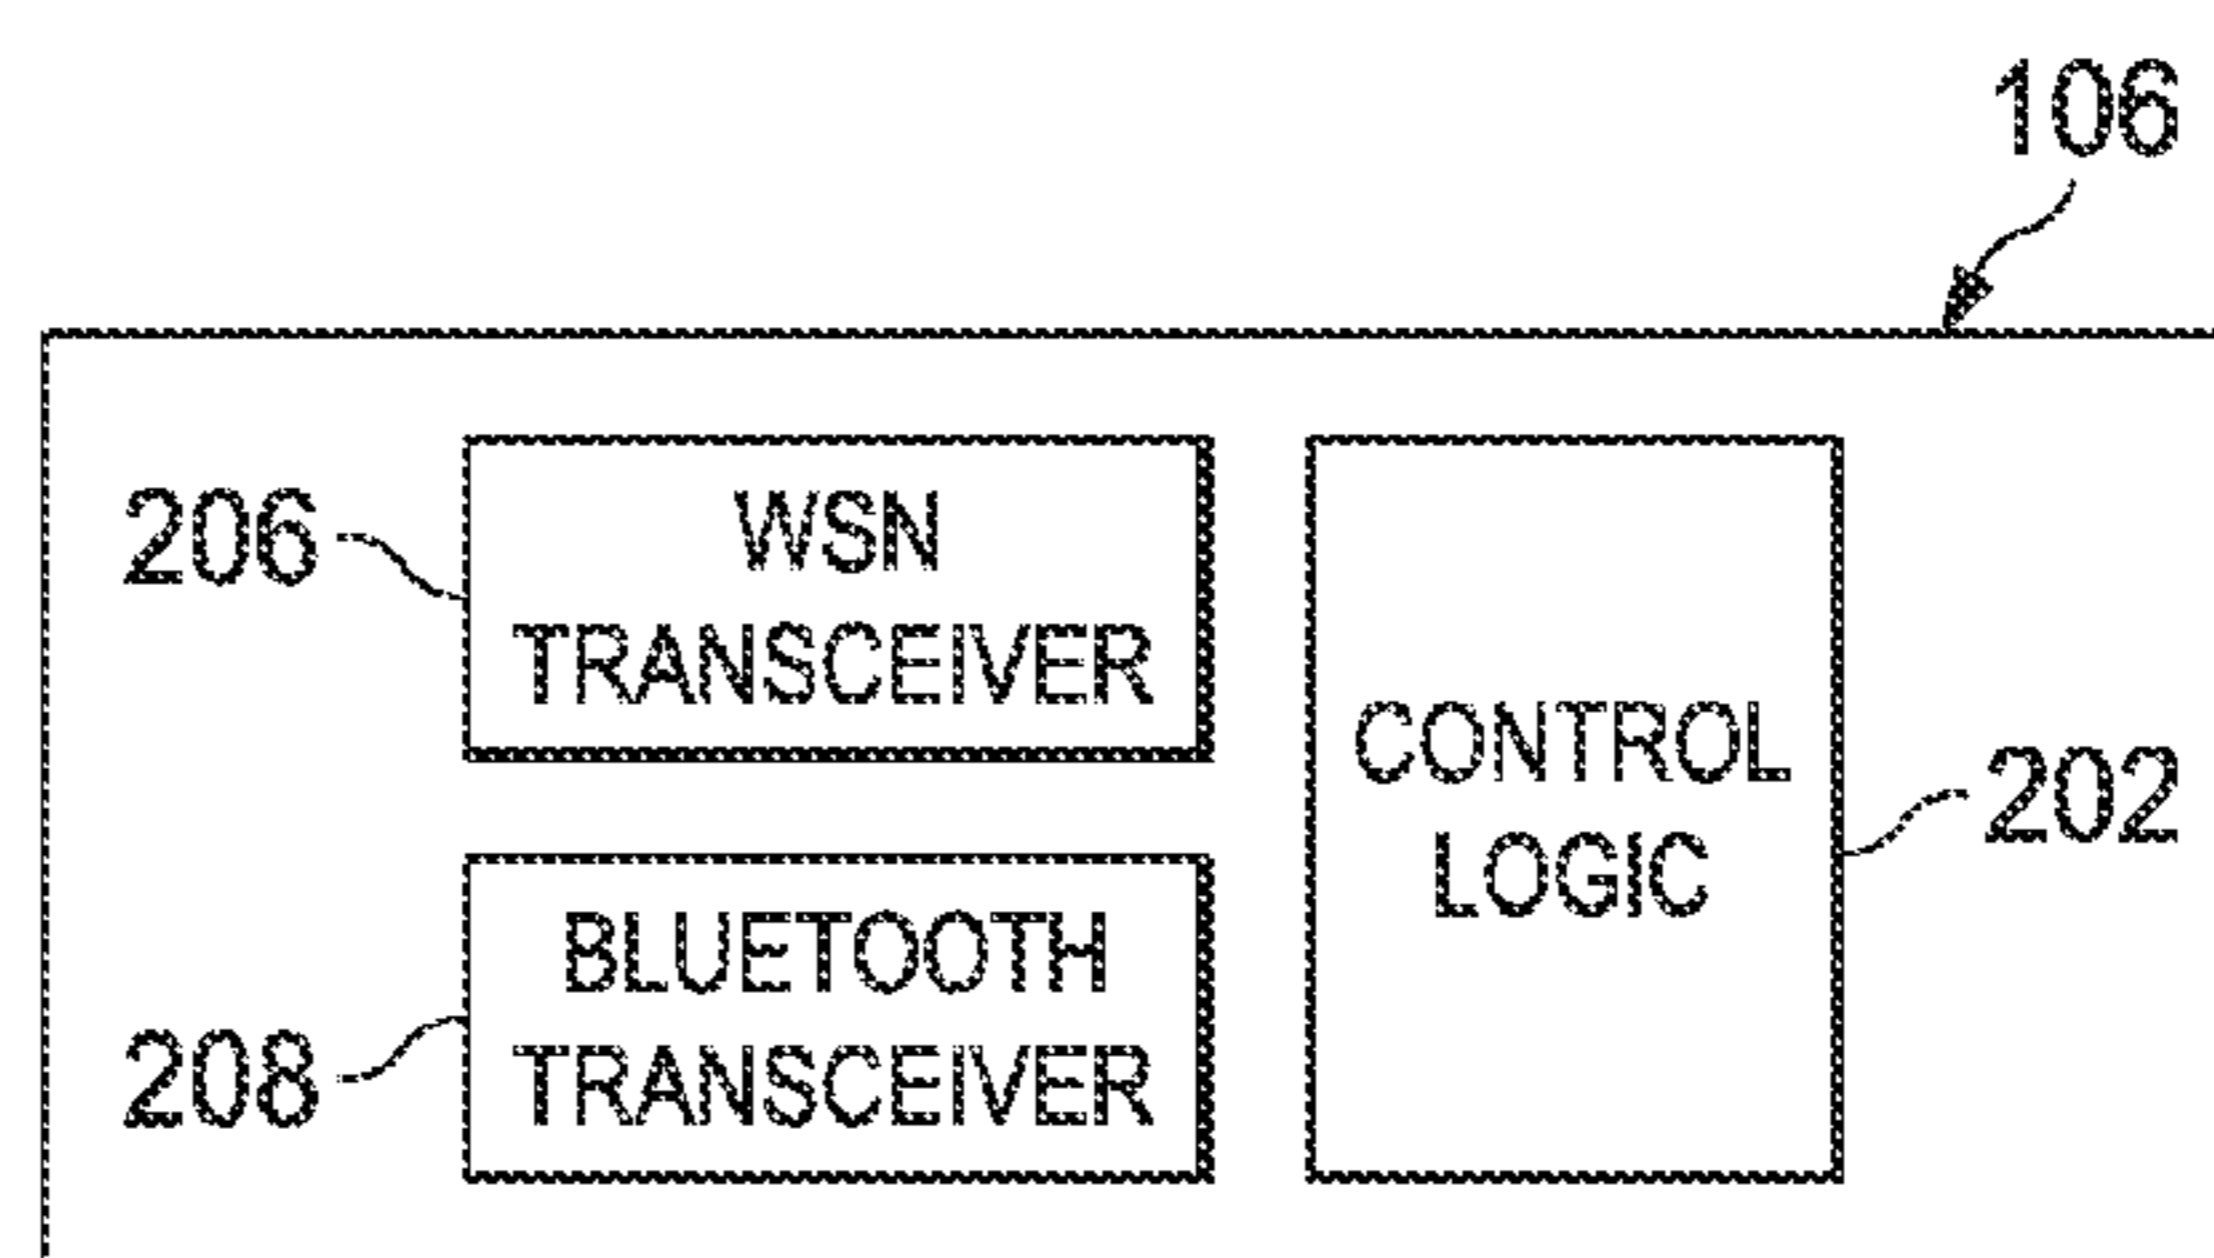 106
206
WSN
TRANSCEIVER
CONTROL
LOGIC
202
BLUETOOTH
TRANSCEIVER
208